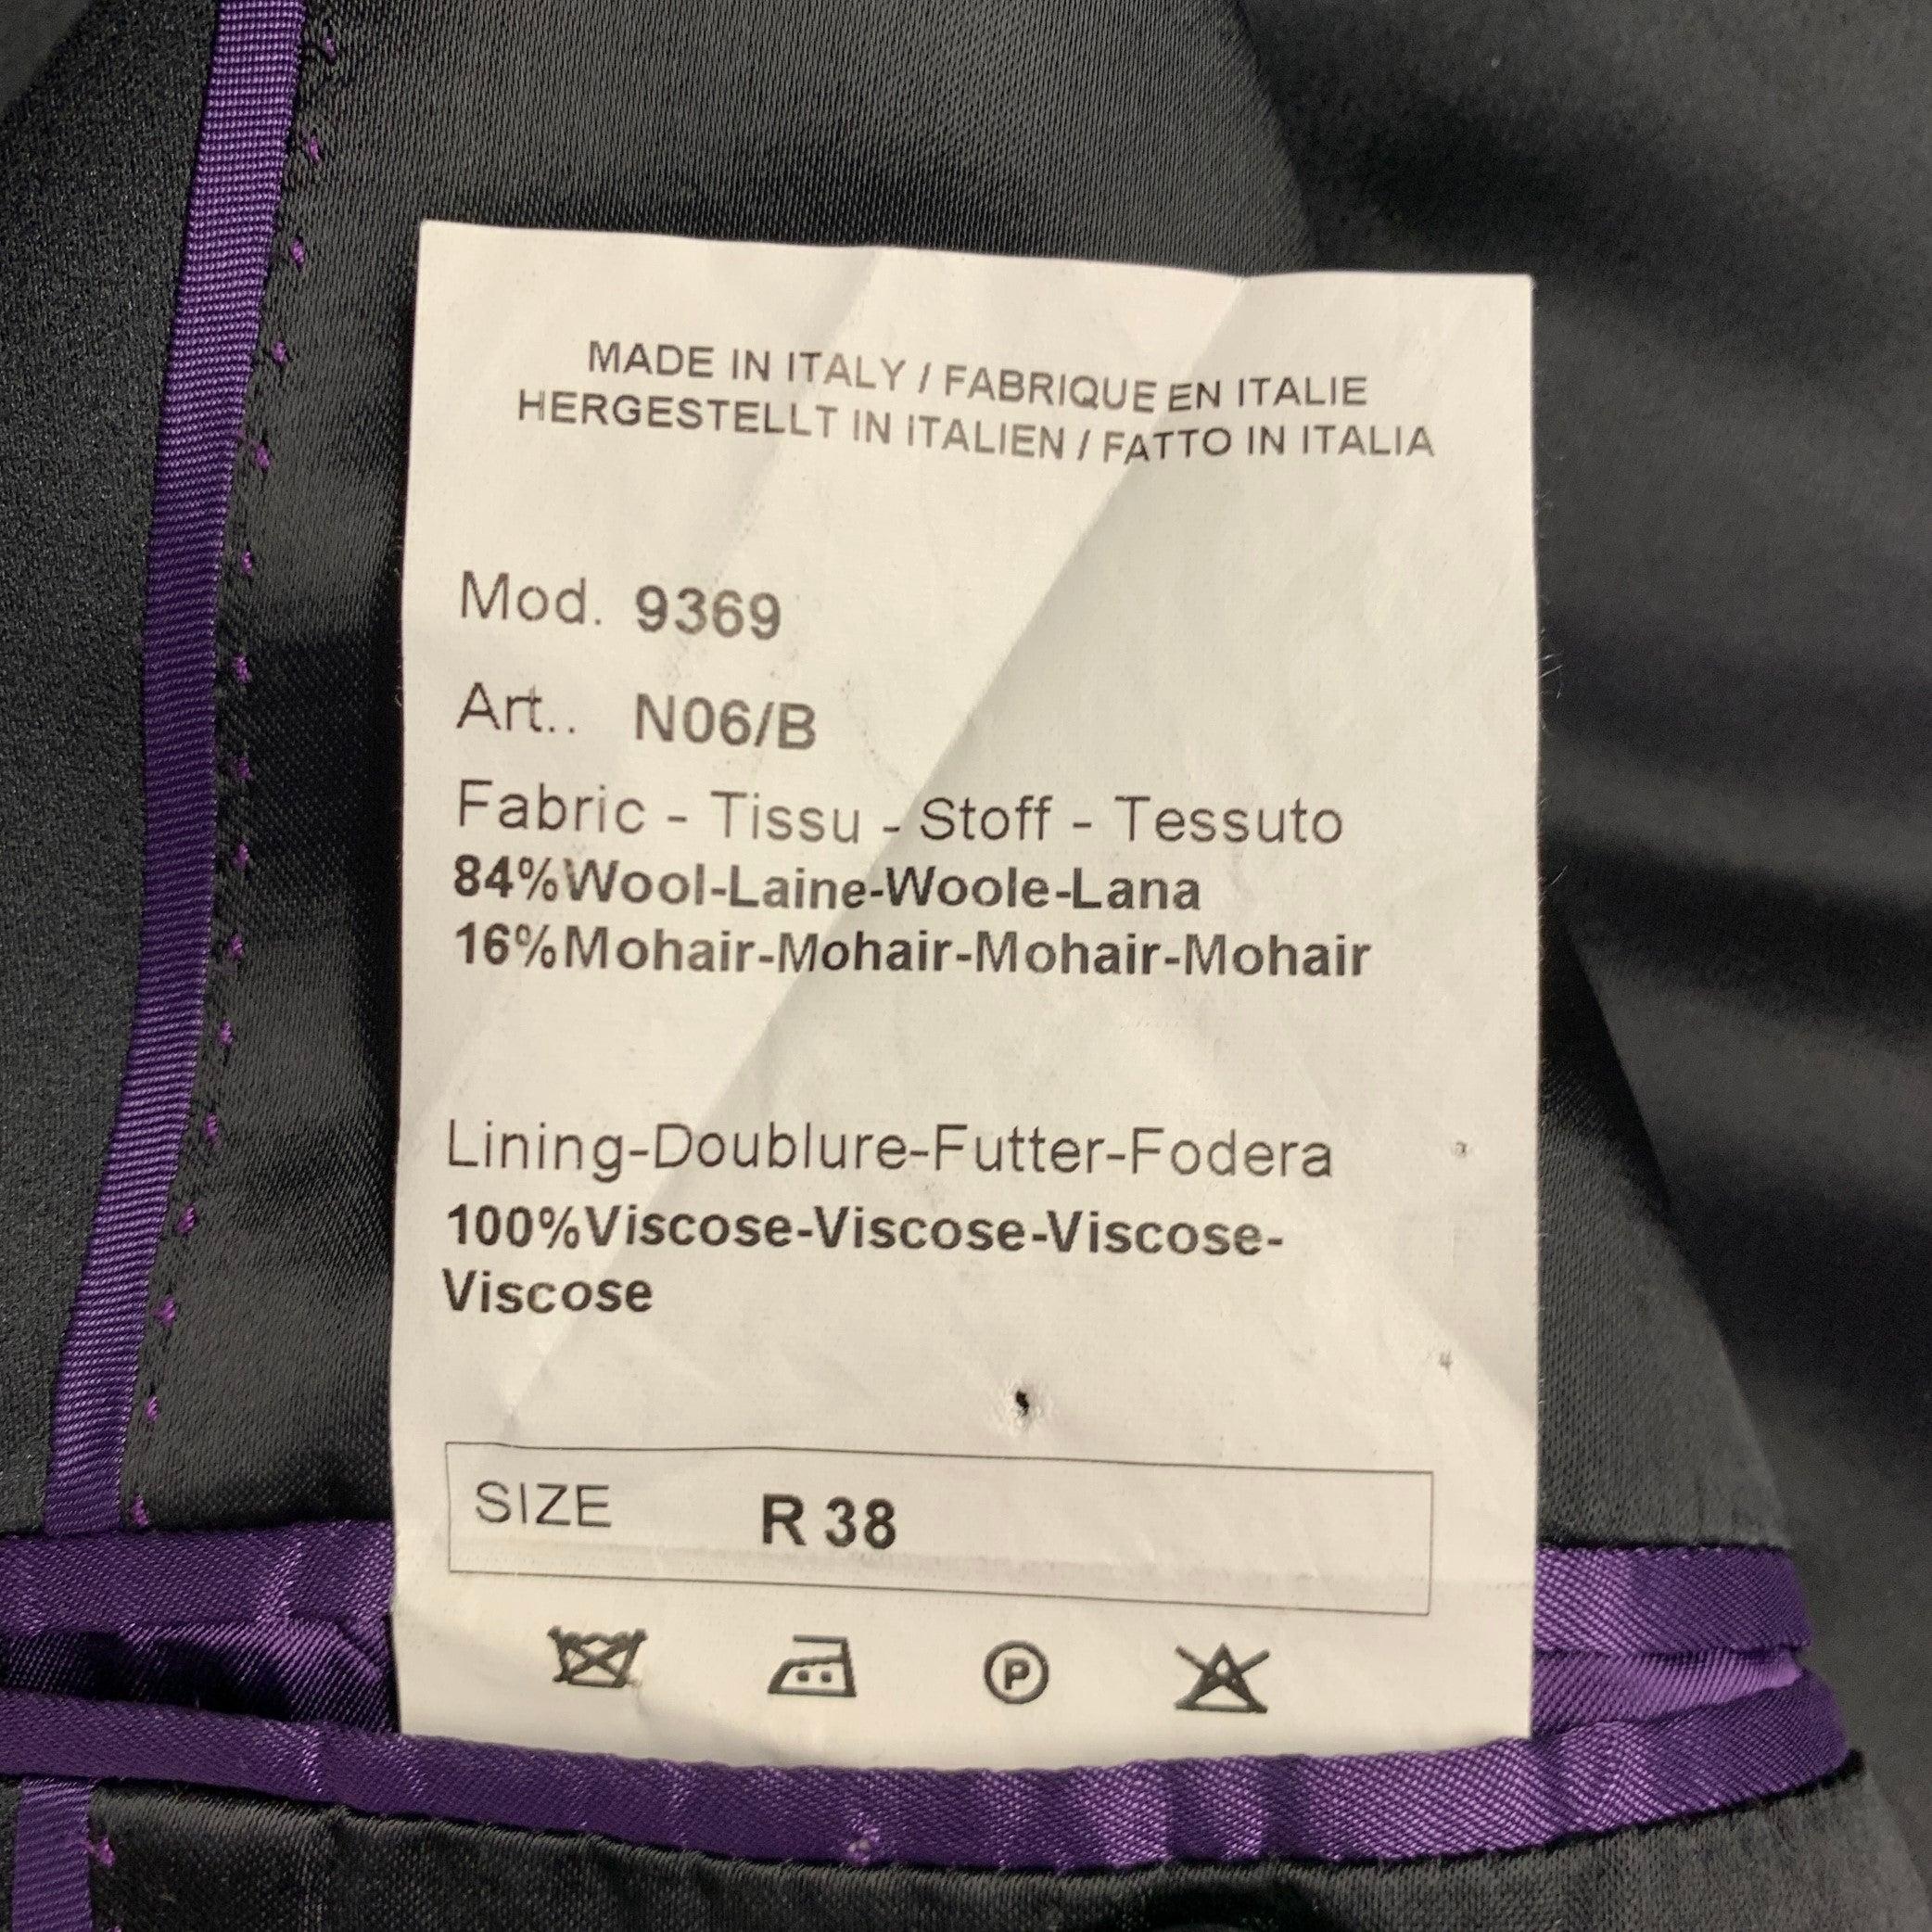 MADE IN ITALY / FABRIQUE EN ITALIE
HERGESTELLT IN ITALIEN / FATTO IN ITALIA
Mod. 9369
Art.. N06/B
Fabric - Tissu - Stoff - Tessuto
84%Wool-Laine-Woole-Lana
16%Mohair-Mohair-Mohair-Mohair
Lining-Doublure-Futter-Fodera
100%Viscose-Viscose-Viscose-
Viscose
SIZE R 38
P